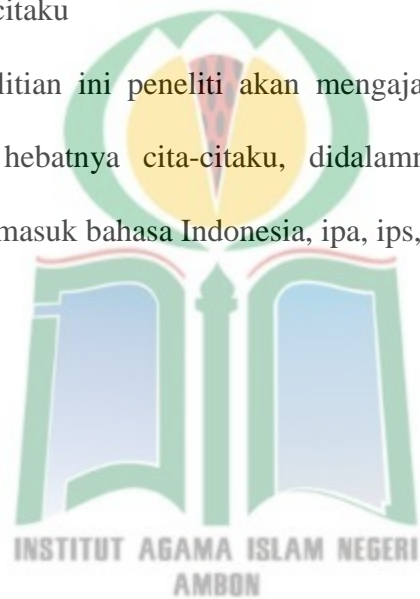 citaku
litian ini peneliti akan mengaja
hebatnya cita-citaku, didalamn
masuk bahasa Indonesia, ipa, ips,
INSTITUT AGAMA ISLAM NEGERI
AMBON